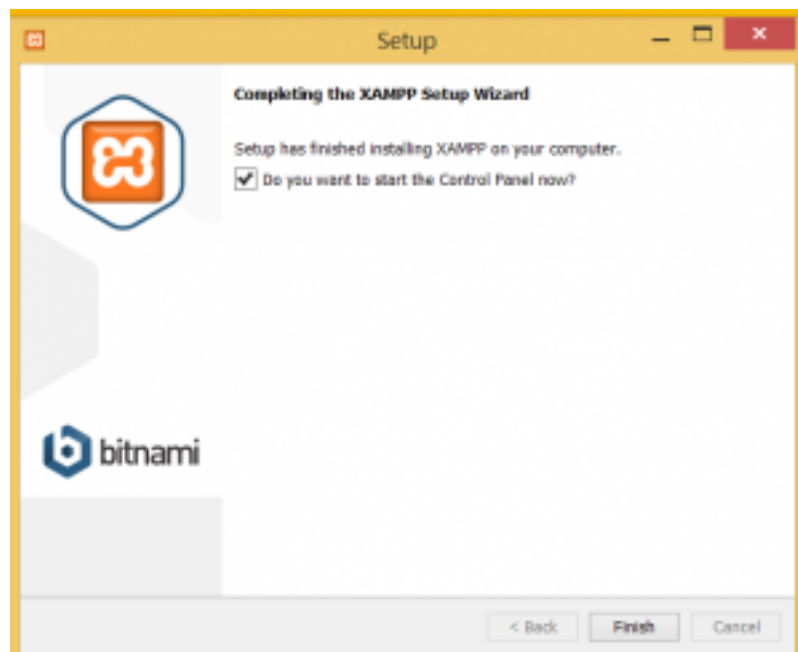 Setup
Completing the XAMPP Setup Wizard
Setup has finished installing XAMPP on your computer.
Do you want to start the Control Panel now?
bitnami
< Back
Finish
Cancel